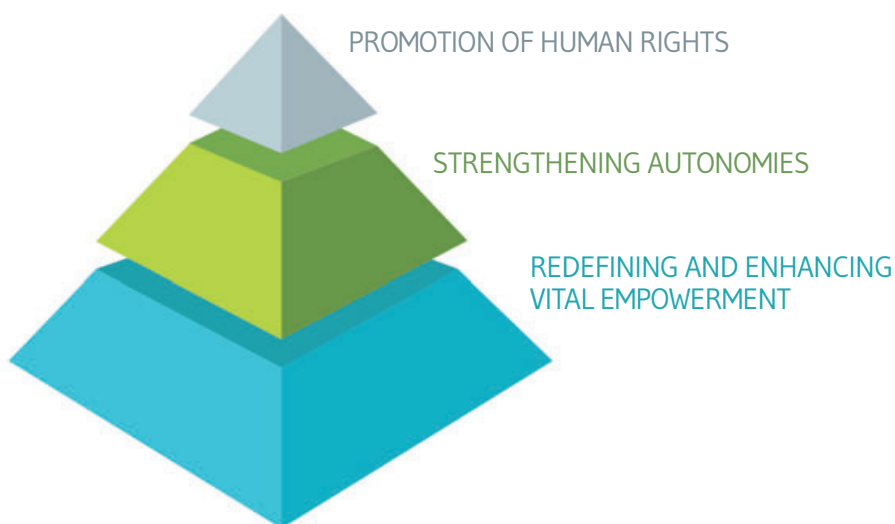 PROMOTION OF HUMAN RIGHTS
STRENGTHENING AUTONOMIES
REDEFINING AND ENHANCING
VITAL EMPOWERMENT